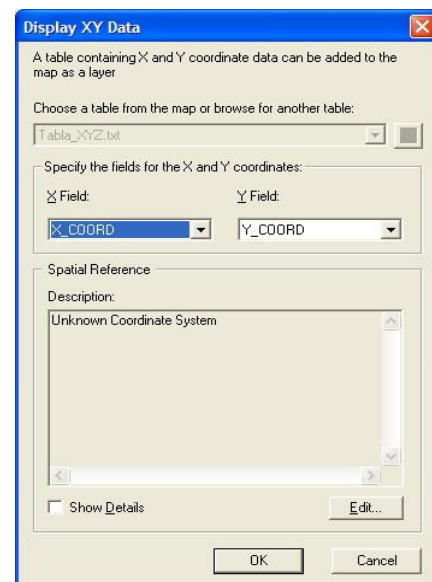 Display XY Data
A table containing X and Y coordinate data can be added to the
map as a layer
Choose a table from the map or browse for another table:
Tabla_XYZ.txt
Specify the fields for the X and Y coordinates:
X Field:
Y Field:
X_COORD
Y_COORD
Spatial Reference
Description:
Unknown Coordinate System
Show Details
Edit...
OK
Cancel